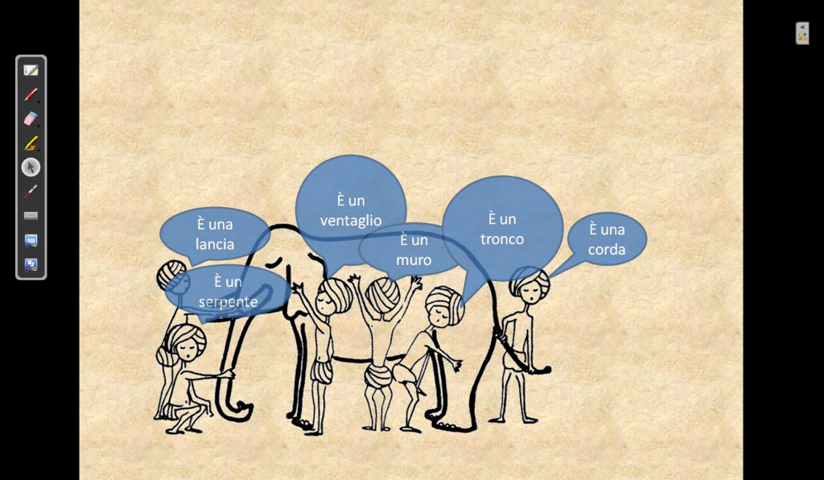 È una
lancia
È un
serpente
È un
ventaglio
È un
muro
È un
tronco
È una
corda